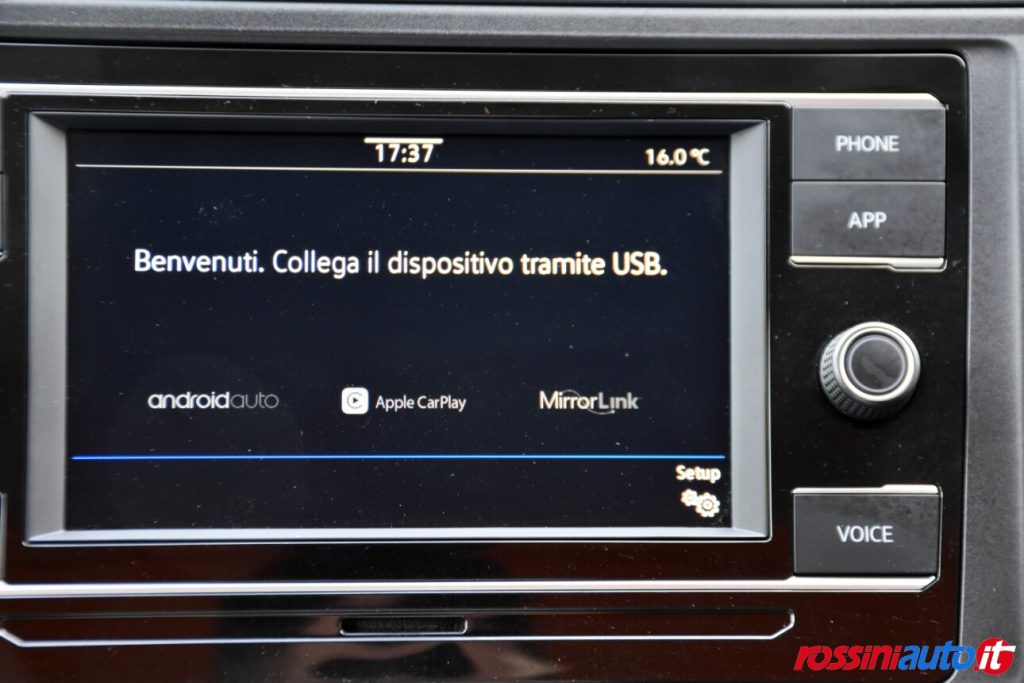 17:37
16.0 °C
Benvenuti. Collega il dispositivo tramite USB.
androidauto
Apple CarPlay
MirrorLink
Setup
PHONE
APP
VOICE
rossiniauto.it